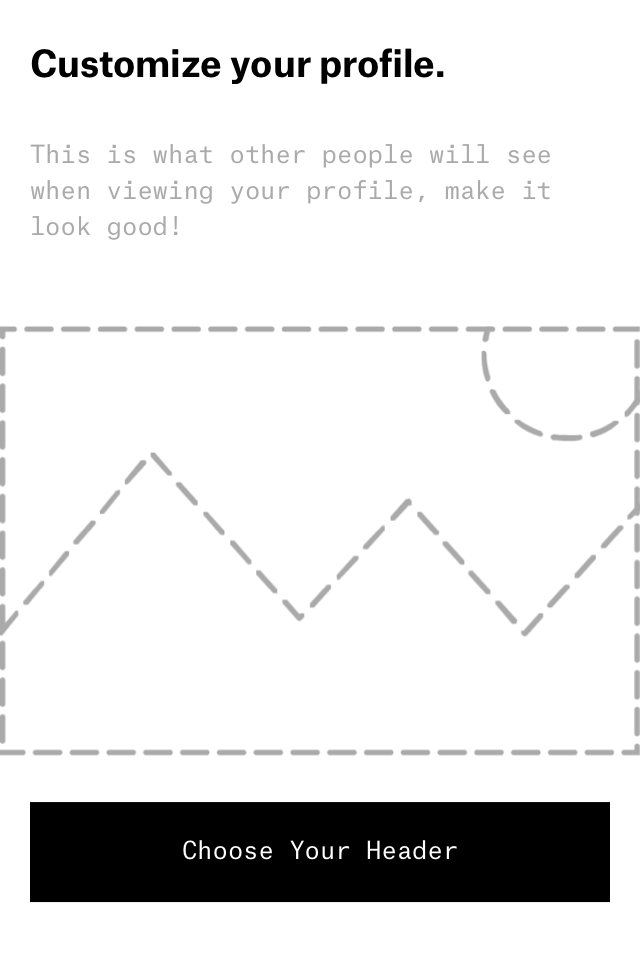 Customize your profile.
This is what other people will see
when viewing your profile, make it
look good!
Choose Your Header